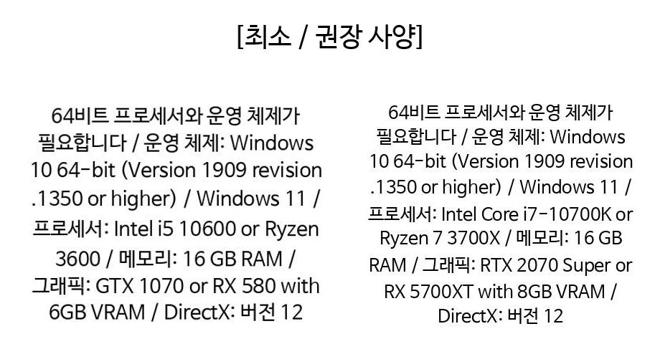 [최소 / 권장 사양]
64비트 프로세서와 운영 체제가
필요합니다 / 운영 체제: Windows
10 64-bit (Version 1909 revision
.1350 or higher) / Windows 11 /
프로세서: Intel i5 10600 or Ryzen
3600 / 메모리: 16 GB RAM /
그래픽: GTX 1070 or RX 580 with
6GB VRAM / DirectX: 버전 12
64비트 프로세서와 운영 체제가
필요합니다 / 운영 체제: Windows
10 64-bit (Version 1909 revision
.1350 or higher) / Windows 11 /
프로세서: Intel Core i7-10700K or
Ryzen 7 3700X / 메모리: 16 GB
RAM / 그래픽: RTX 2070 Super or
RX 5700XT with 8GB VRAM /
DirectX: 버전 12